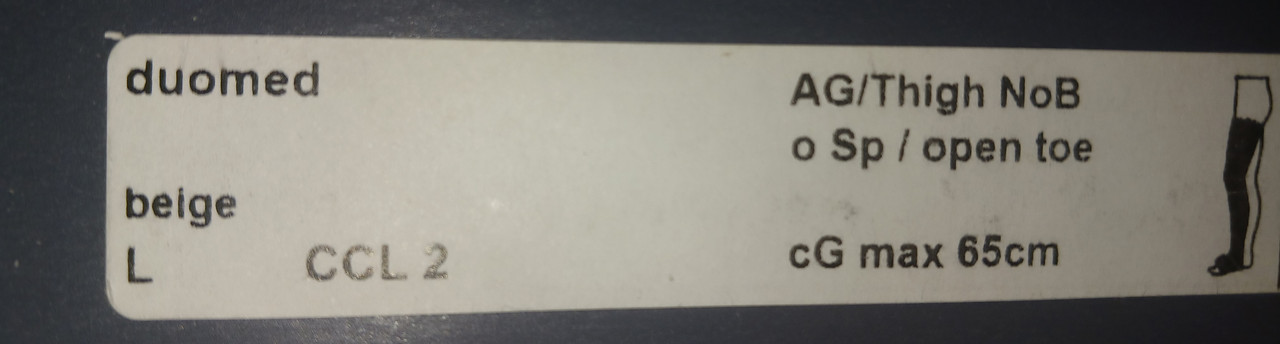 duomed
AG/Thigh NoB
o Sp / open toe
beige
L CCL 2
cG max 65cm